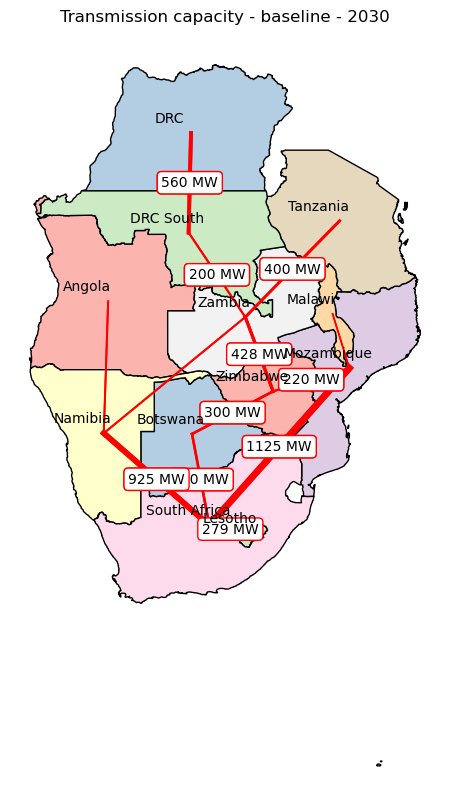 Transmission capacity - baseline - 2030
DRC
560 MW
Tanzania
DRC South
400 MW
200 MW
Angola
Malawi
Zambia
428 MW
Mozambique
Zimbabwe
220 MW
300 MW
Namibia
Botswana
1125 MW
925 MW
0 MW
South Africa
Lesotho
279 MW